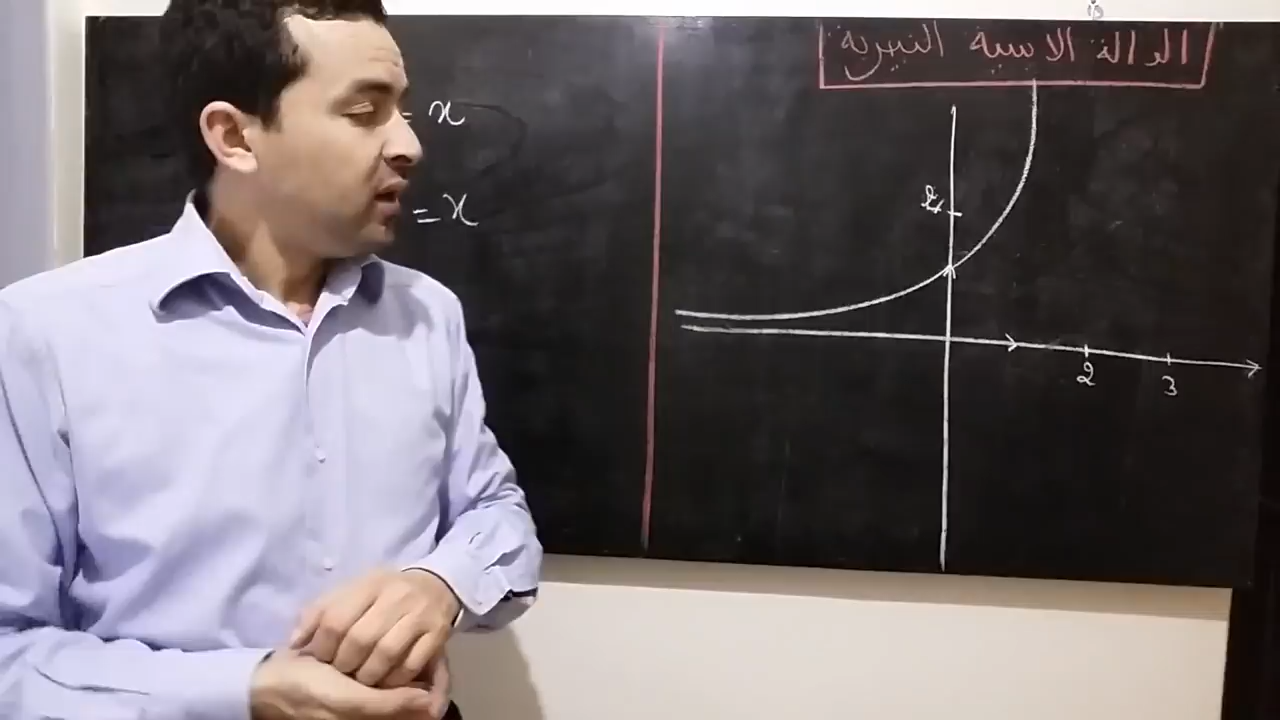 الدالة الاسية النبيرية
= x
= x
2
3